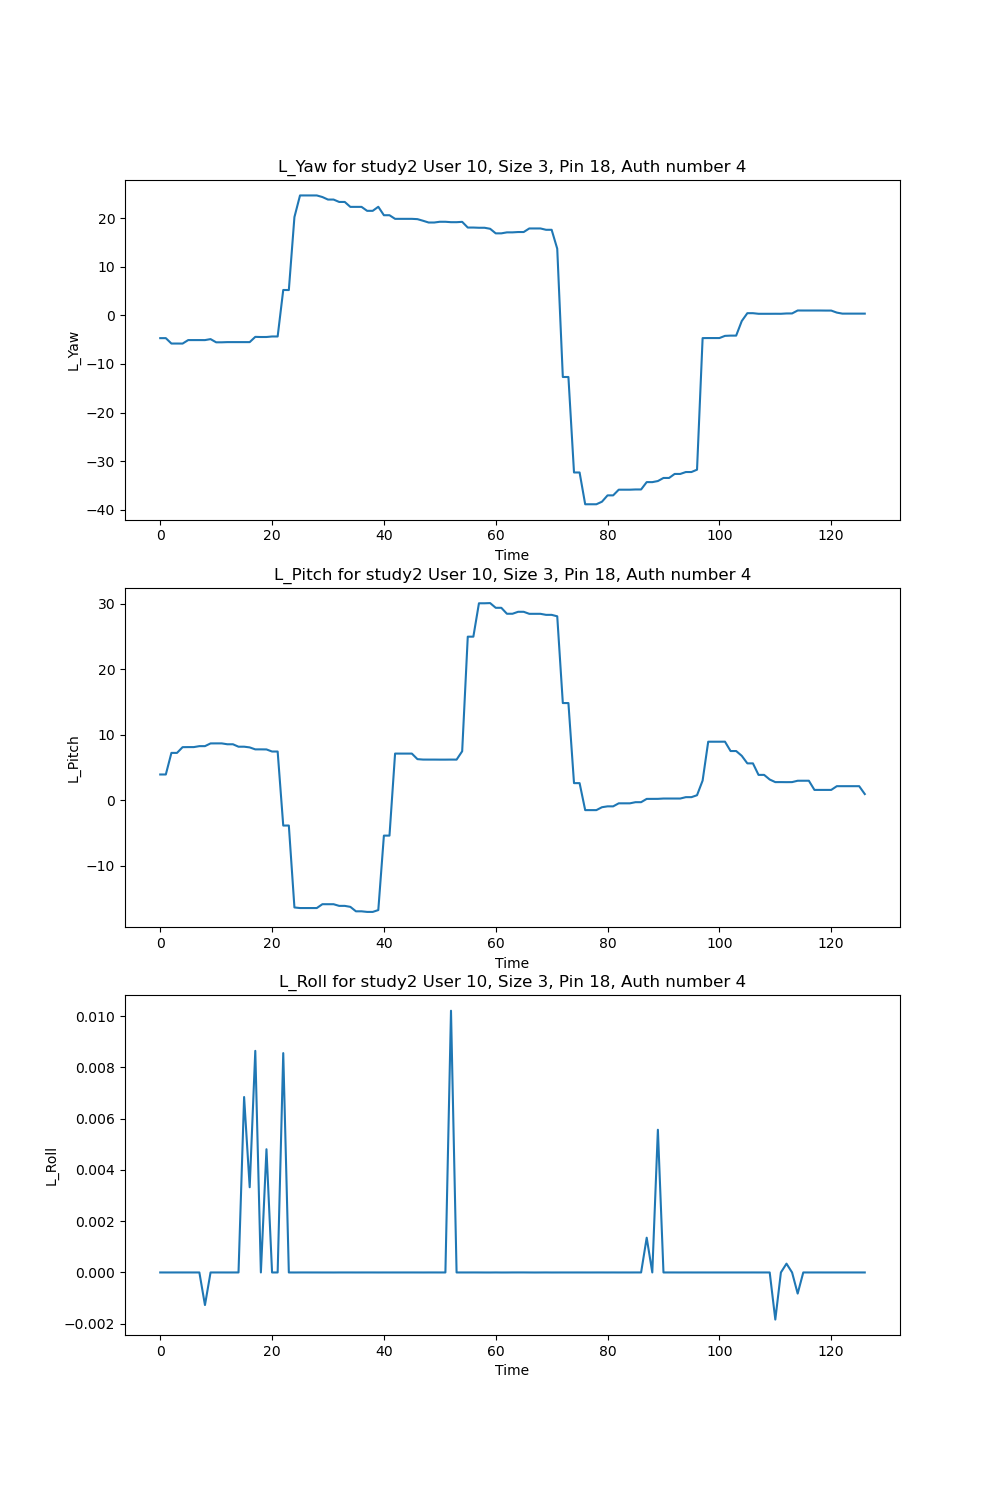 L_Yaw for study2 User 10, Size 3, Pin 18, Auth number 4
20
10
0
−10
−20
−30
−40
L_Yaw
0 20 40 60 80 100 120
Time
L_Pitch for study2 User 10, Size 3, Pin 18, Auth number 4
30
20
10
0
−10
L_Pitch
0 20 40 60 80 100 120
Time
L_Roll for study2 User 10, Size 3, Pin 18, Auth number 4
0.010
0.008
0.006
0.004
0.002
0.000
−0.002
L_Roll
0 20 40 60 80 100 120
Time